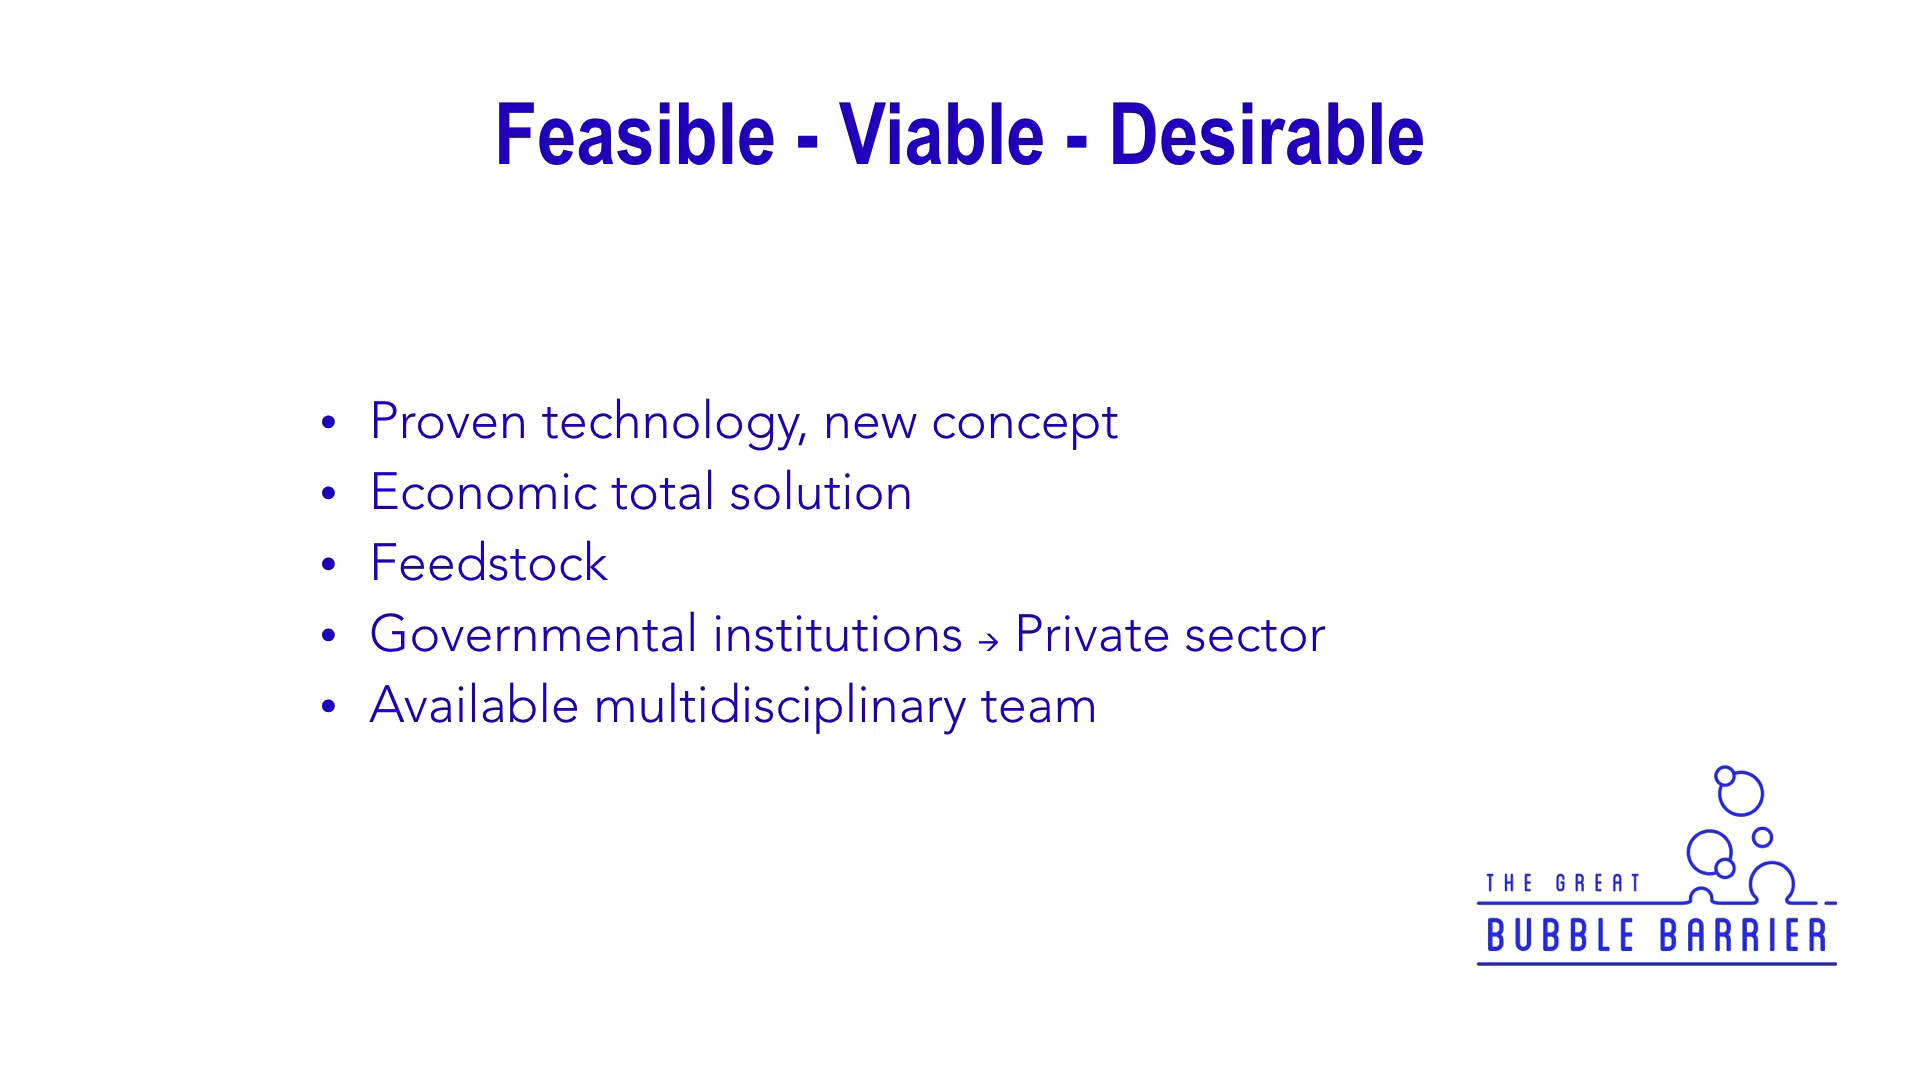 Feasible - Viable - Desirable
• Proven technology, new concept
• Economic total solution
• Feedstock
• Governmental institutions → Private sector
• Available multidisciplinary team
THE GREAT
BUBBLE BARRIER